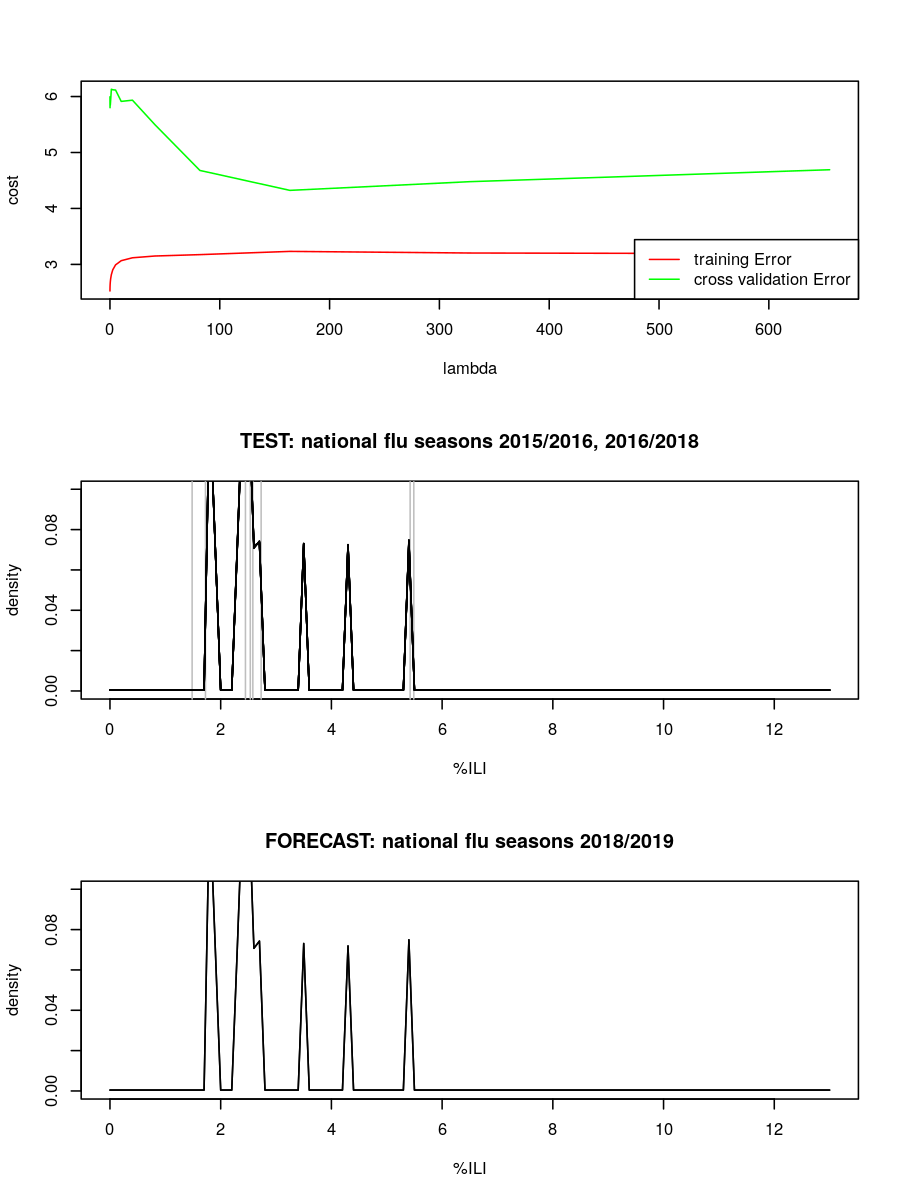 6
5
4
3
cost
training Error
cross validation Error
0 100 200 300 400 500 600
lambda
TEST: national flu seasons 2015/2016, 2016/2018
0.08
0.04
0.00
density
0 2 4 6 8 10 12
%ILI
FORECAST: national flu seasons 2018/2019
0.08
0.04
0.00
density
0 2 4 6 8 10 12
%ILI